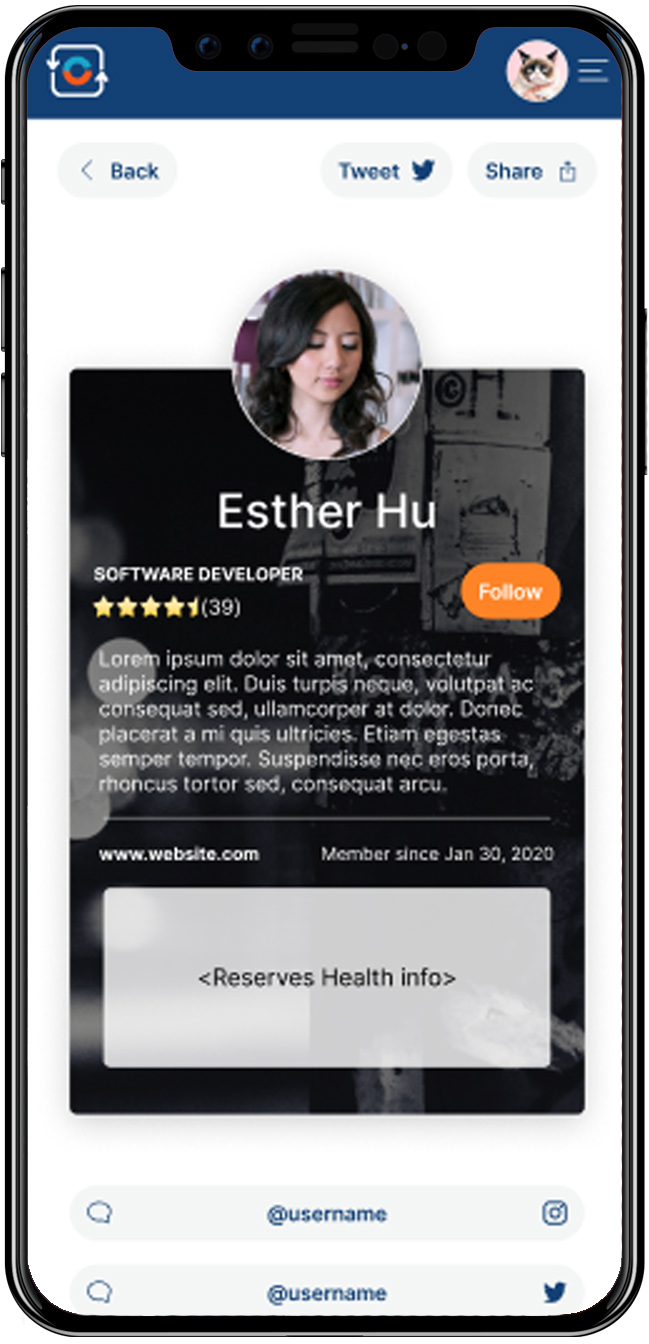 Back
Tweet
Share
©H
Esther Hu
SOFTWARE DEVELOPER
(39)
Follow
Lorem ipsum dolor sit amet, consectetur
adipiscing elit. Duis turpis neque, volutpat ac
consequat sed, ullamcorper at dolor. Donec
placerat a mi quis ultricies. Etiam egestas
semper tempor. Suspendisse nec eros porta,
rhoncus tortor sed, consequat arcu.
www.website.com
Member since Jan 30, 2020
<Reserves Health info>
@username
@username